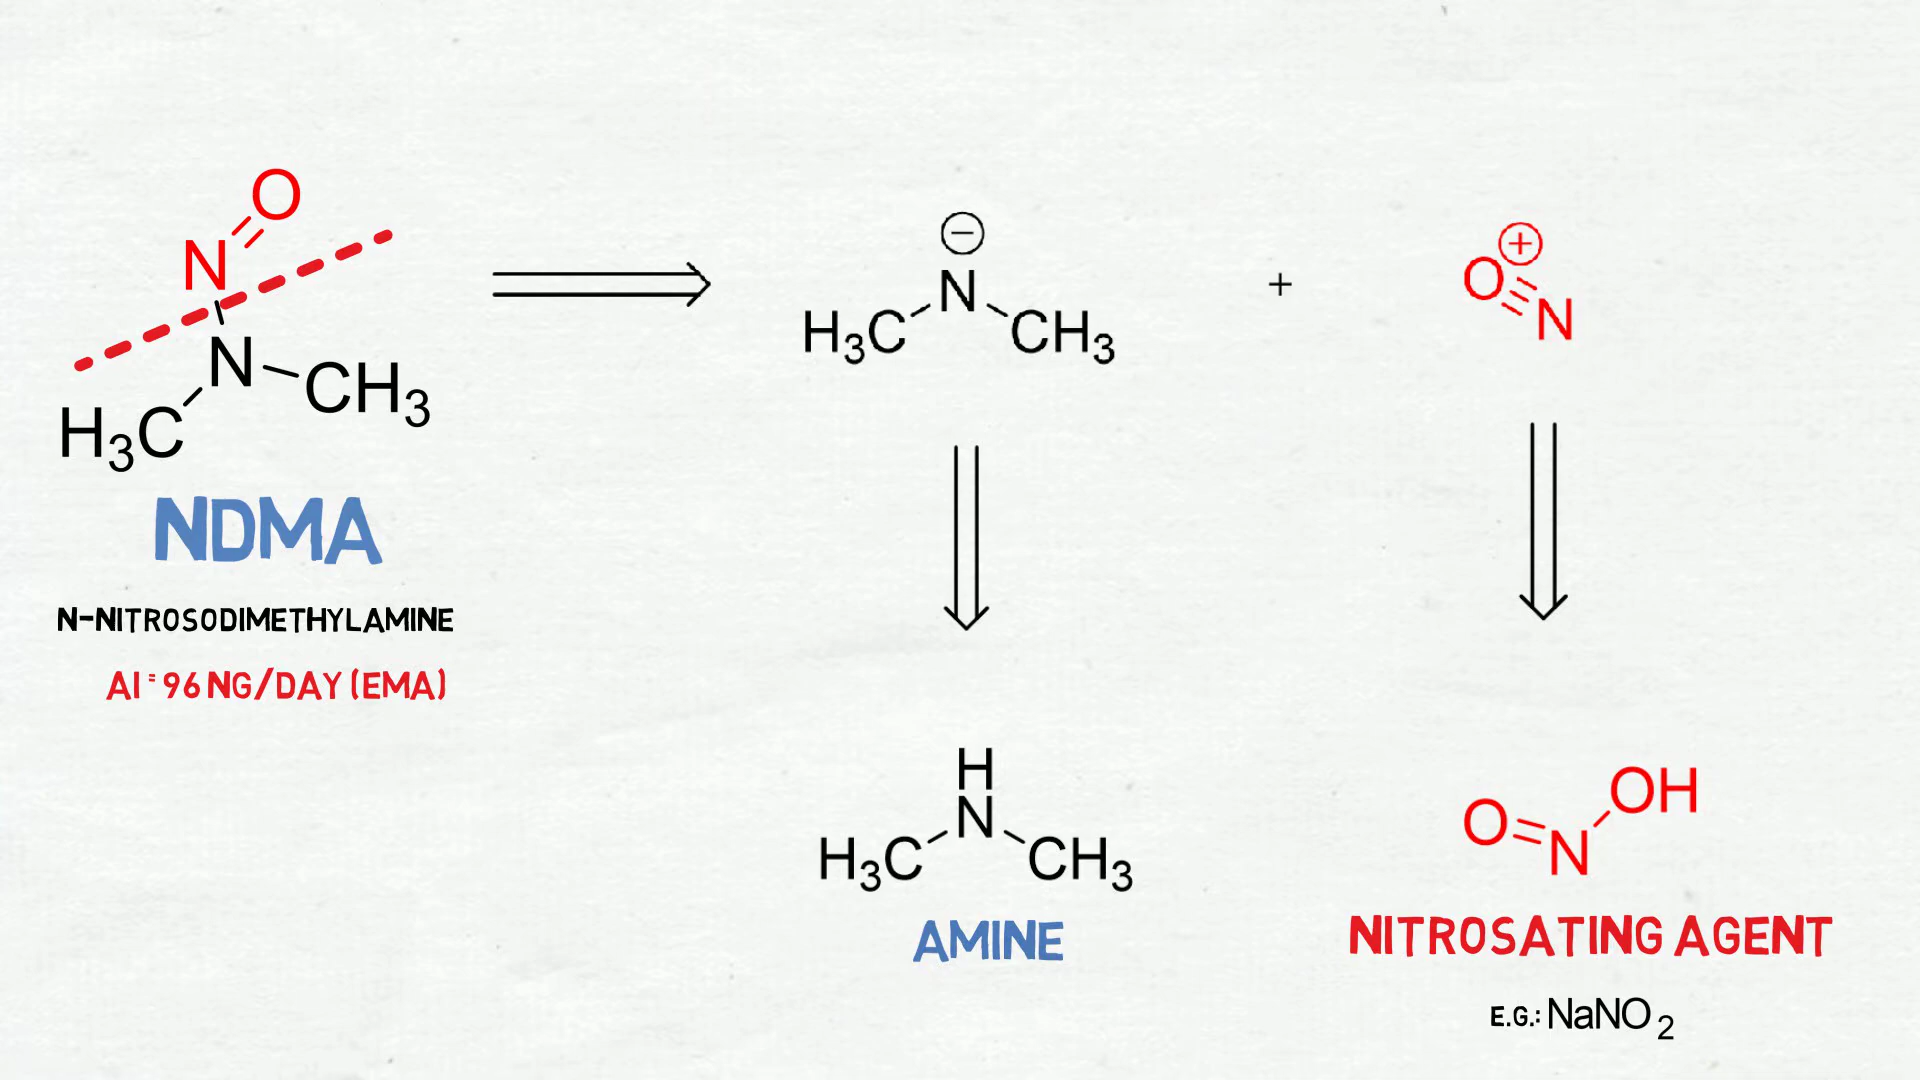 O
N
N
CH3
H3C
NDMA
N-NITROSODIMETHYLAMINE
AI=96 NG/DAY (EMA)
−
N
H3C CH3
+
+
O
N
H
N
H3C CH3
AMINE
OH
O
N
NITROSATING AGENT
E.G.: NaNO2